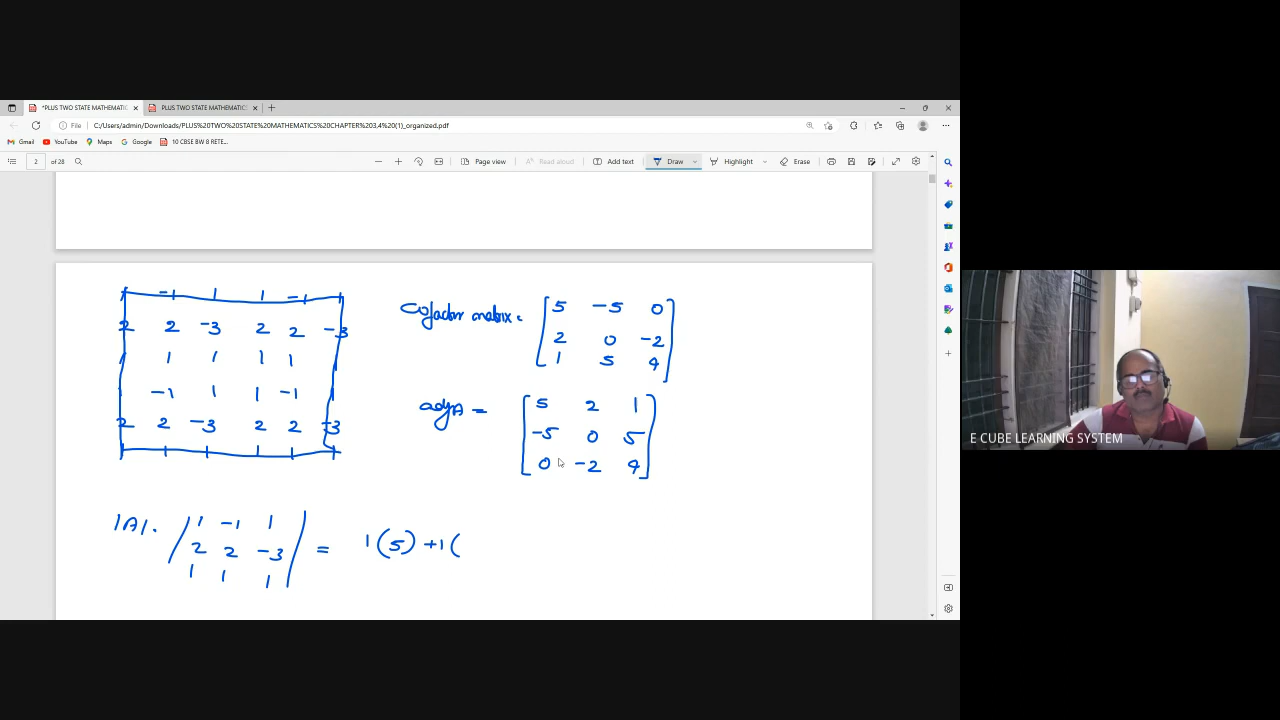 *PLUS TWO STATE MATHEMATIC
PLUS TWO STATE MATHEMATICS
File
C:/Users/admin/Downloads/PLUS%20TWO%20STATE%20MATHEMATICS%20CHAPTER%203,4%20(1)_organized.pdf
Gmail YouTube Maps Google 10 CBSE BW 8 RETE...
2 of 28
Page view
Read aloud
Add text
Draw
Highlight
Erase
-1 1 1 -1
2 2 -3 2 2 -3
1 1 1 1
1 -1 1 1 -1 1
2 2 -3 2 2 -3
Cofactor matrix =
5 -5 0
2 0 -2
1 5 4
adjA =
5 2 1
-5 0 5
0 -2 4
|A| =
1 -1 1
2 2 -3
1 1 1
= 1(5) +1(
E CUBE LEARNING SYSTEM